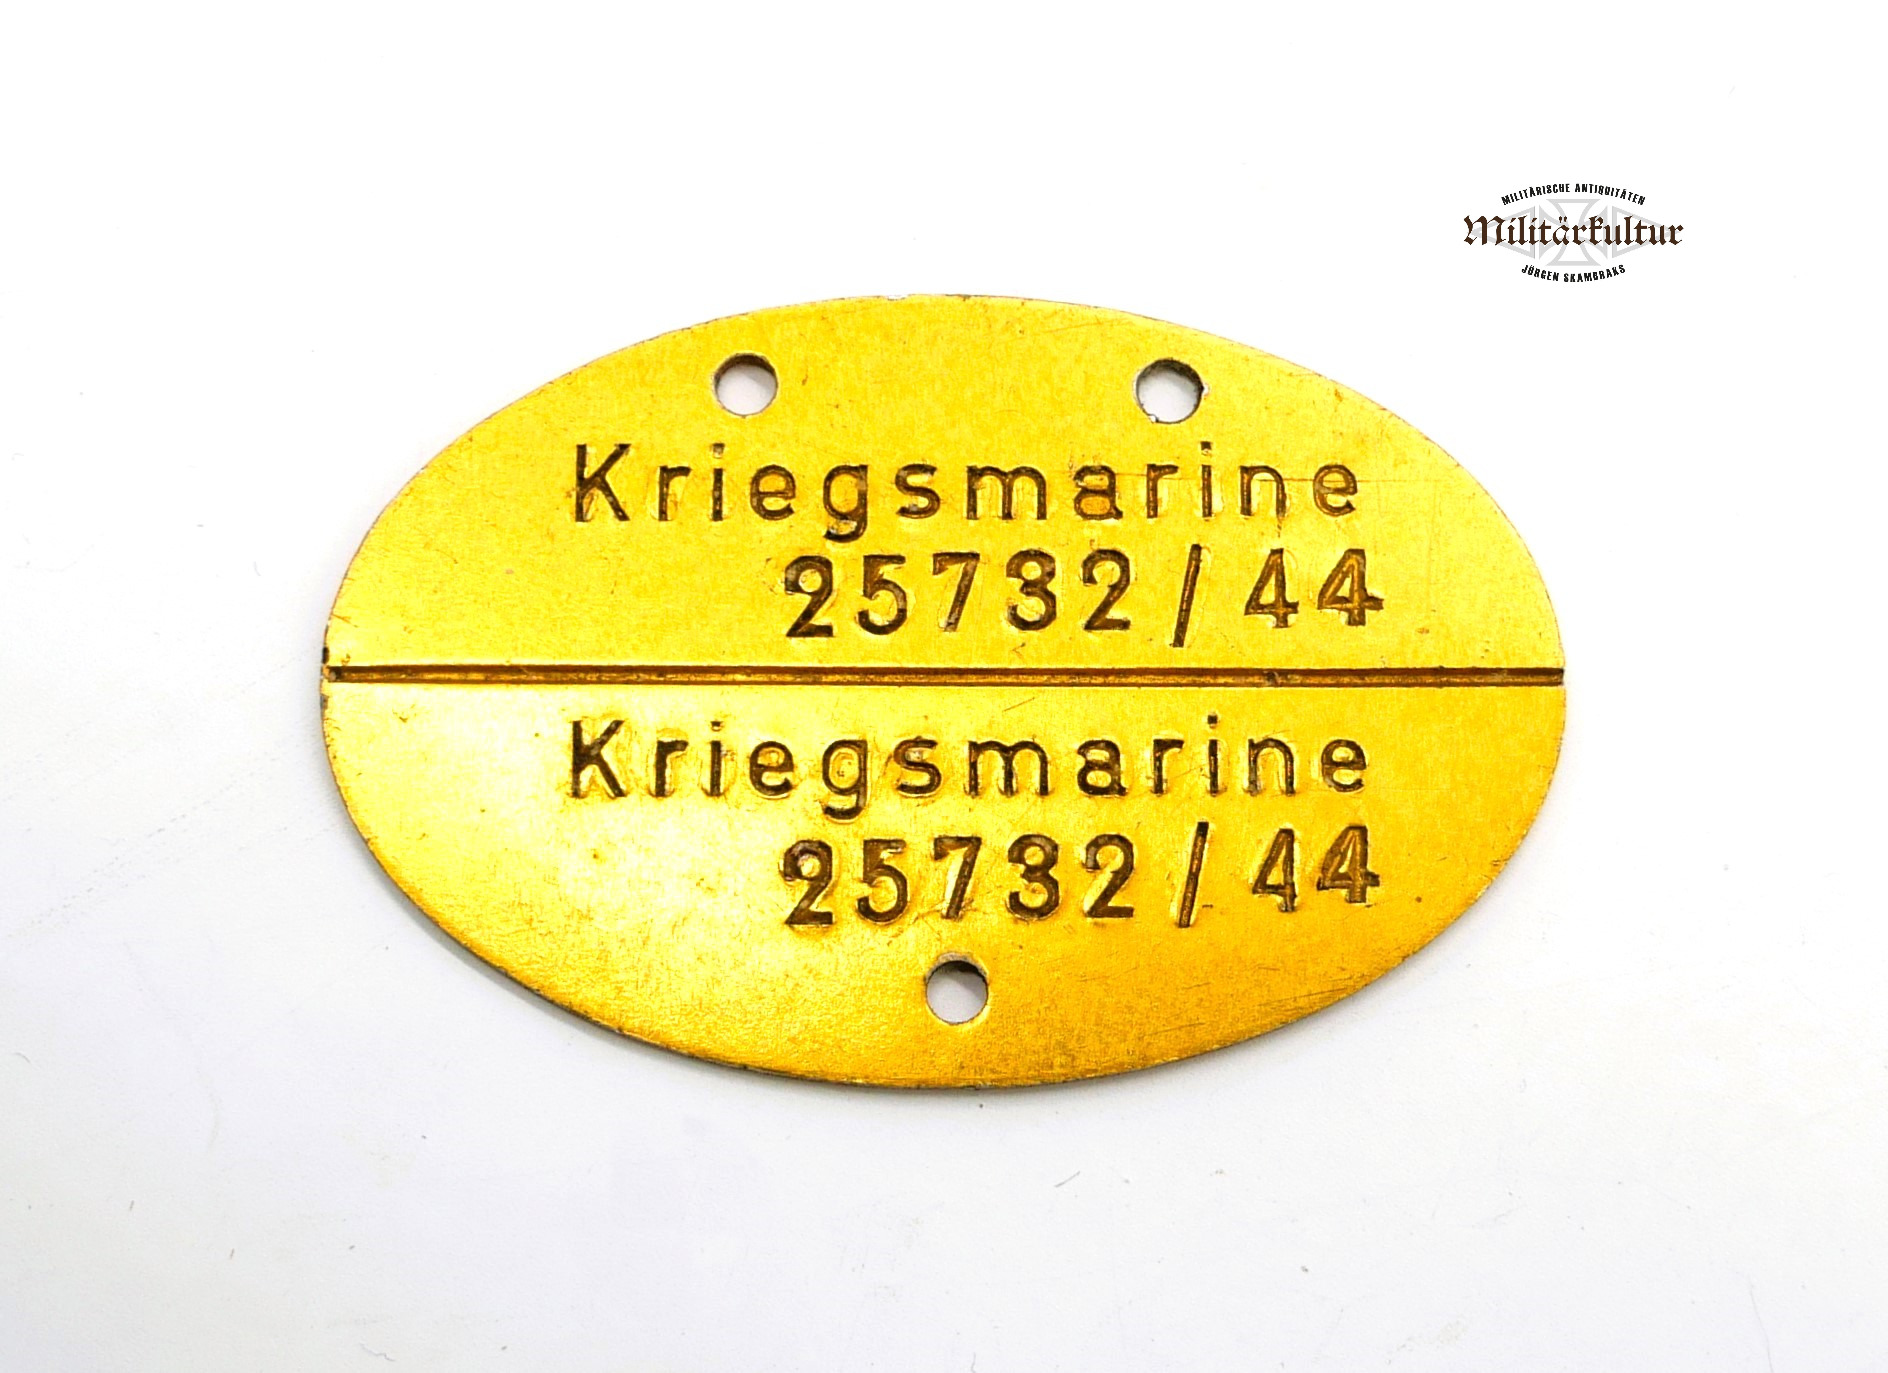 MILITÄRISCHE ANTIQUITÄTEN
Militärkultur
JÜRGEN SKAMBRAKS
Kriegsmarine
25732/44
Kriegsmarine
25732/44